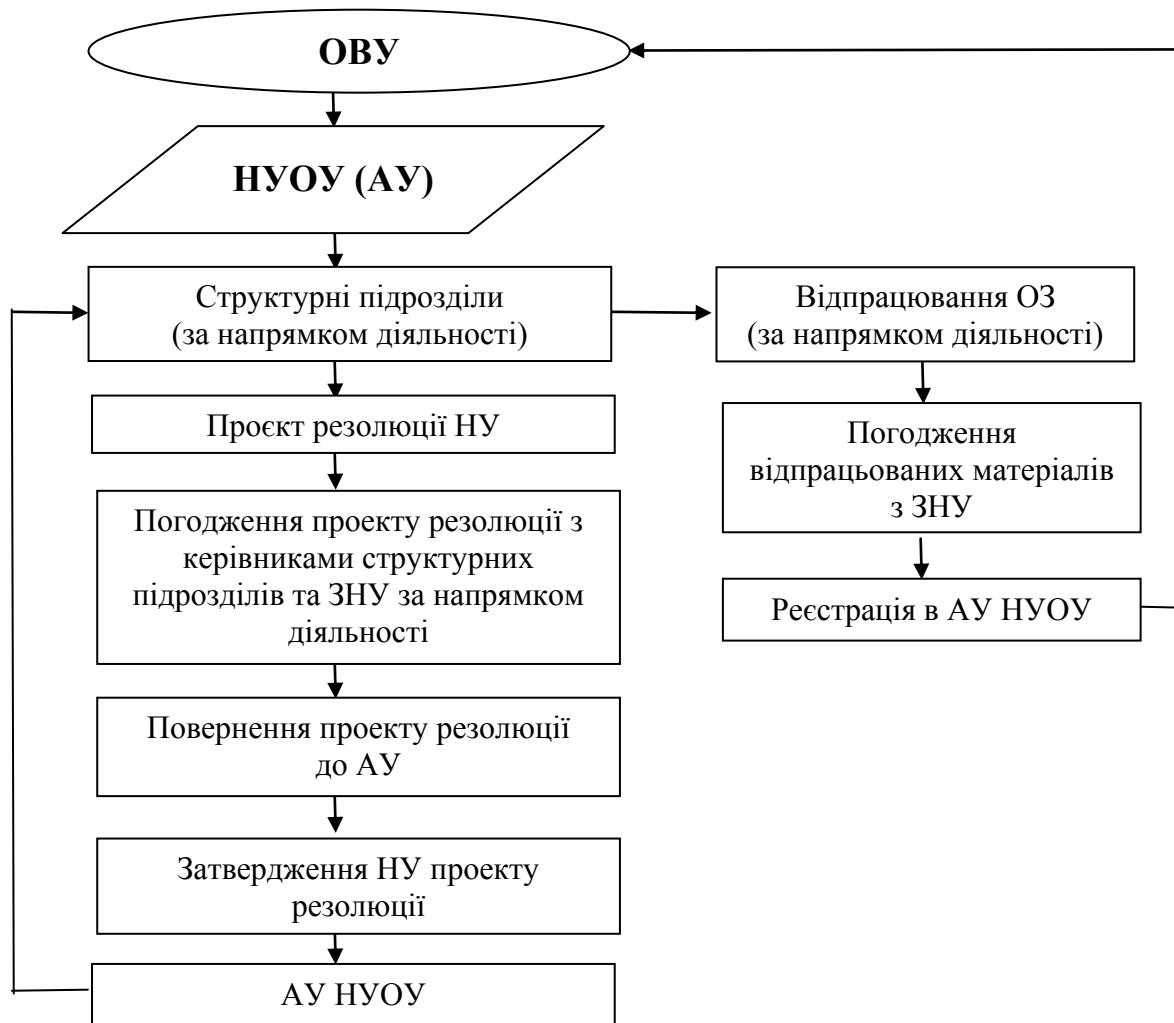 ОВУ
НУОУ (АУ)
Структурні підрозділи
(за напрямком діяльності)
Проєкт резолюції НУ
Погодження проекту резолюції з
керівниками структурних
підрозділів та ЗНУ за напрямком
діяльності
Повернення проекту резолюції
до АУ
Затвердження НУ проекту
резолюції
АУ НУОУ
Відпрацювання ОЗ
(за напрямком діяльності)
Погодження
відпрацьованих матеріалів
з ЗНУ
Реєстрація в АУ НУОУ